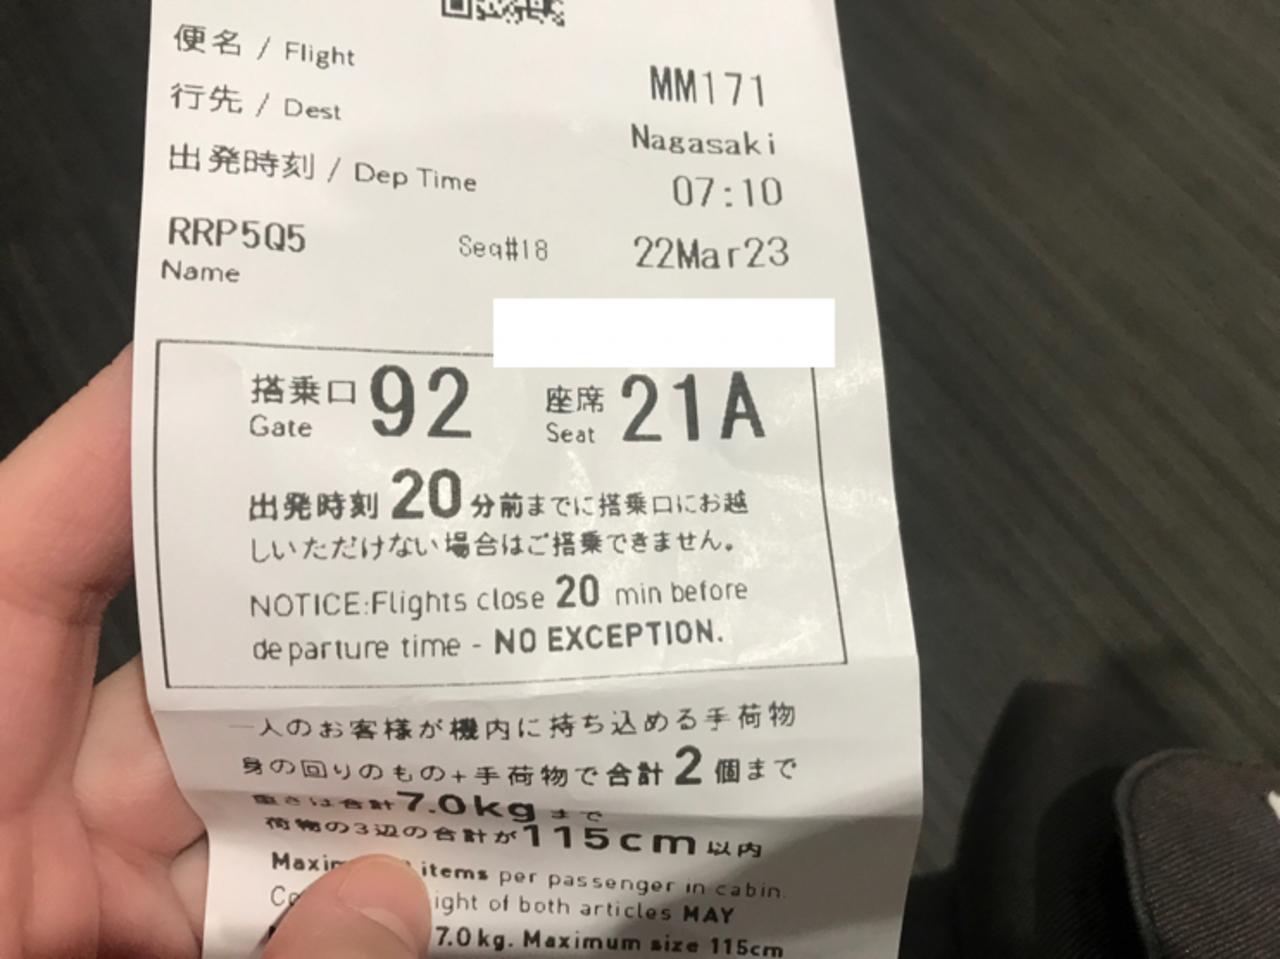 便名 / Flight MM171
行先 / Dest Nagasaki
出発時刻 / Dep Time 07:10
RRP5Q5 Seq#18 22Mar23
Name
搭乗口 92 座席 21A
Gate Seat
出発時刻 20 分前までに搭乗口にお越
しいただけない場合はご搭乗できません。
NOTICE:Flights close 20 min before
departure time - NO EXCEPTION.
一人のお客様が機内に持ち込める手荷物
身の回りのもの+手荷物で合計 2 個まで
重さは合計 7.0kg まで
荷物の3辺の合計が115cm 以内
items per passenger in cabin.
of both articles MAY
7.0kg. Maximum size 115cm